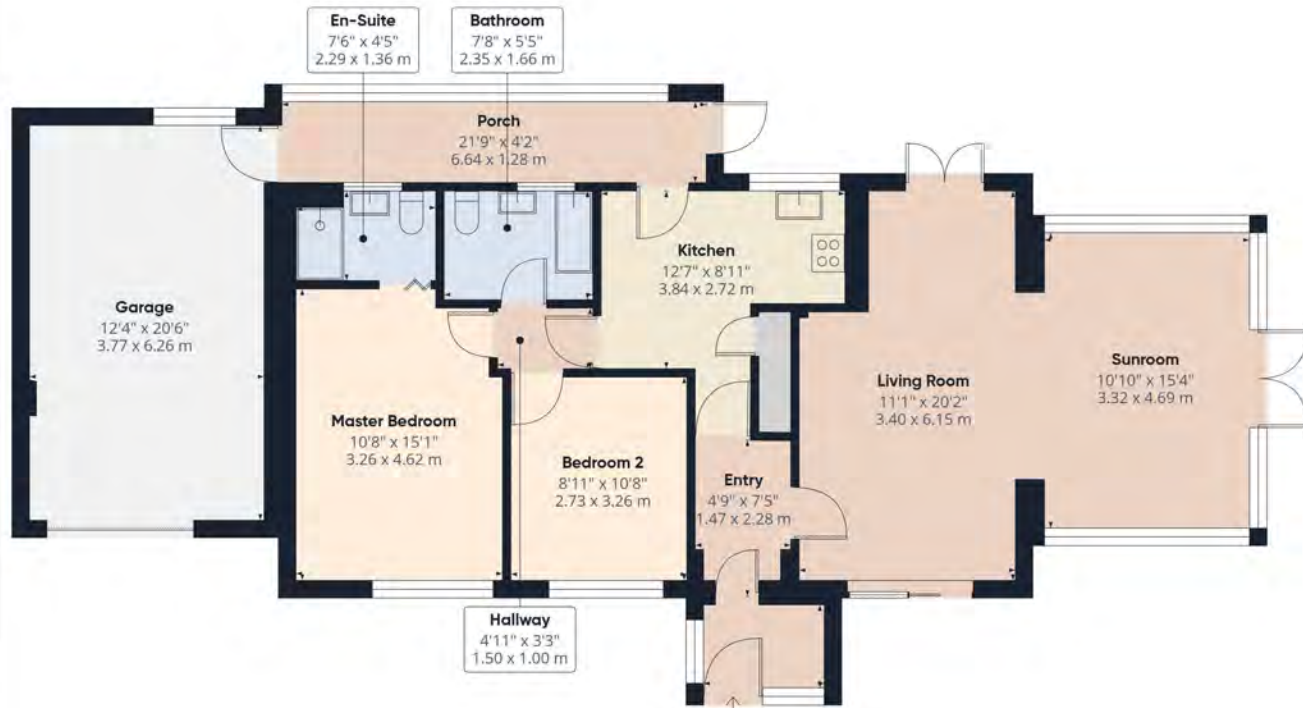 En-Suite
7'6" x 4'5"
2.29 x 1.36 m
Bathroom
7'8" x 5'5"
2.35 x 1.66 m
Porch
21'9" x 4'2"
6.64 x 1.28 m
Garage
12'4" x 20'6"
3.77 x 6.26 m
Kitchen
12'7" x 8'11"
3.84 x 2.72 m
Living Room
11'1" x 20'2"
3.40 x 6.15 m
Sunroom
10'10" x 15'4"
3.32 x 4.69 m
Master Bedroom
10'8" x 15'1"
3.26 x 4.62 m
Bedroom 2
8'11" x 10'8"
2.73 x 3.26 m
Entry
4'9" x 7'5"
1.47 x 2.28 m
Hallway
4'11" x 3'3"
1.50 x 1.00 m